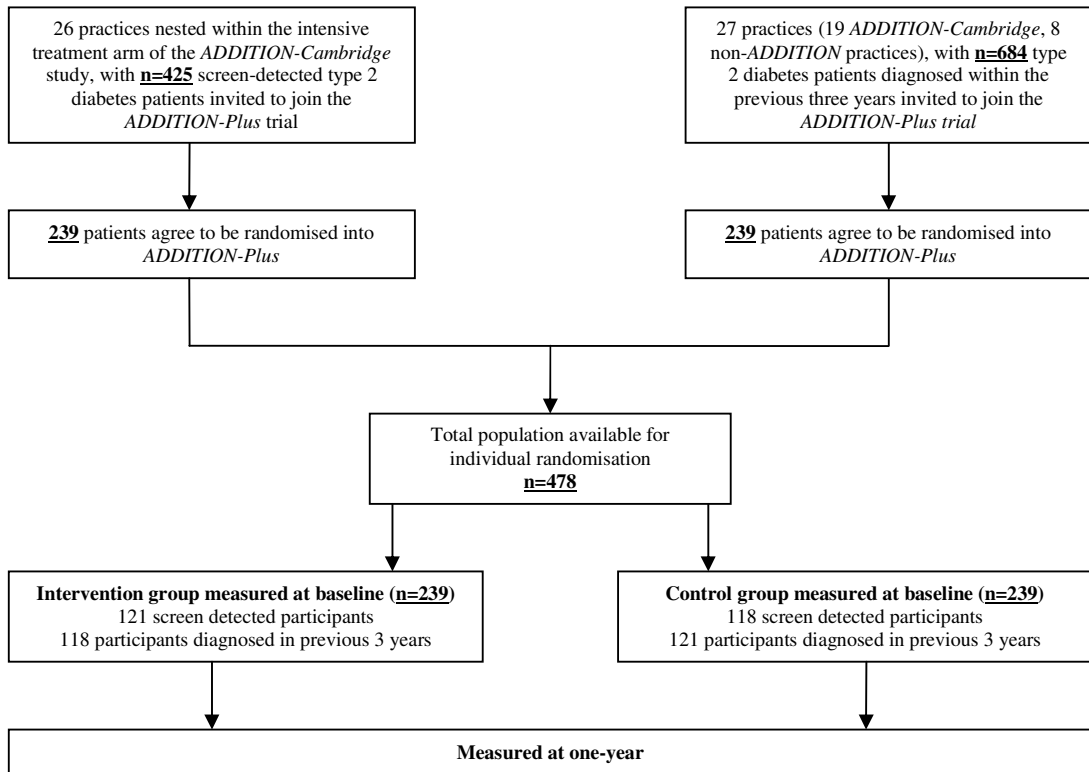 26 practices nested within the intensive
treatment arm of the ADDITION-Cambridge
study, with n=425 screen-detected type 2
diabetes patients invited to join the
ADDITION-Plus trial
27 practices (19 ADDITION-Cambridge, 8
non-ADDITION practices), with n=684 type
2 diabetes patients diagnosed within the
previous three years invited to join the
ADDITION-Plus trial
239 patients agree to be randomised into
ADDITION-Plus
239 patients agree to be randomised into
ADDITION-Plus
Total population available for
individual randomisation
n=478
Intervention group measured at baseline (n=239)
121 screen detected participants
118 participants diagnosed in previous 3 years
Control group measured at baseline (n=239)
118 screen detected participants
121 participants diagnosed in previous 3 years
Measured at one-year